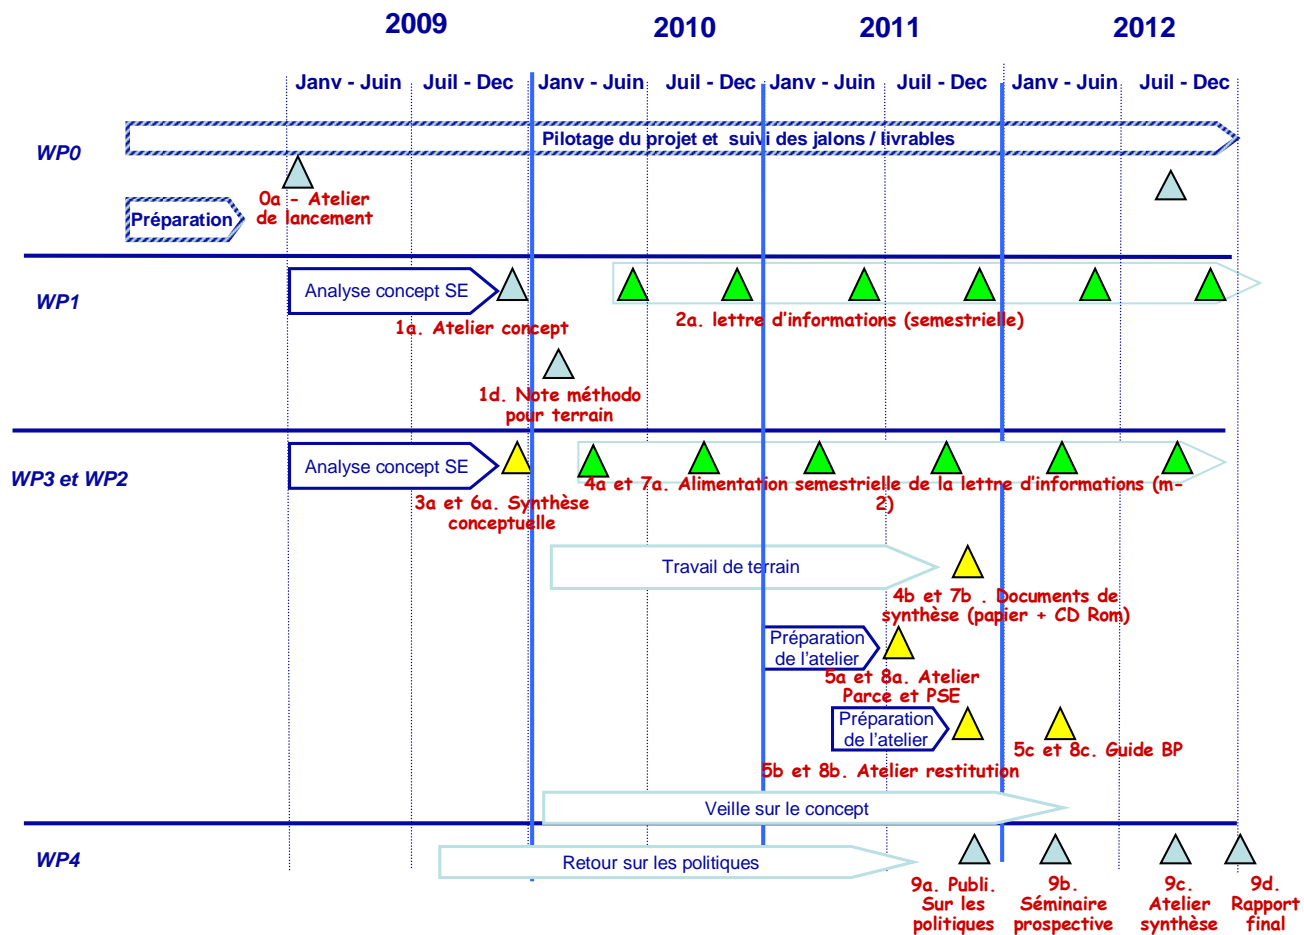 2009
2010
2011
2012
Janv - Juin
Juil - Dec
Janv - Juin
Juil - Dec
Janv - Juin
Juil - Dec
Janv - Juin
Juil - Dec
WP0
Pilotage du projet et suivi des jalons / livrables
Préparation
0a - Atelier
de lancement
WP1
Analyse concept SE
1a. Atelier concept
2a. lettre d’informations (semestrielle)
1d. Note méthodo
pour terrain
WP3 et WP2
Analyse concept SE
3a et 6a. Synthèse
conceptuelle
4a et 7a. Alimentation semestrielle de la lettre d’informations (m-
2)
Travail de terrain
4b et 7b . Documents de
synthèse (papier + CD Rom)
Préparation
de l’atelier
5a et 8a. Atelier
Parce et PSE
Préparation
de l’atelier
5b et 8b. Atelier restitution
5c et 8c. Guide BP
Veille sur le concept
WP4
Retour sur les politiques
9a. Publi.
Sur les
politiques
9b.
Séminaire
prospective
9c.
Atelier
synthèse
9d.
Rapport
final